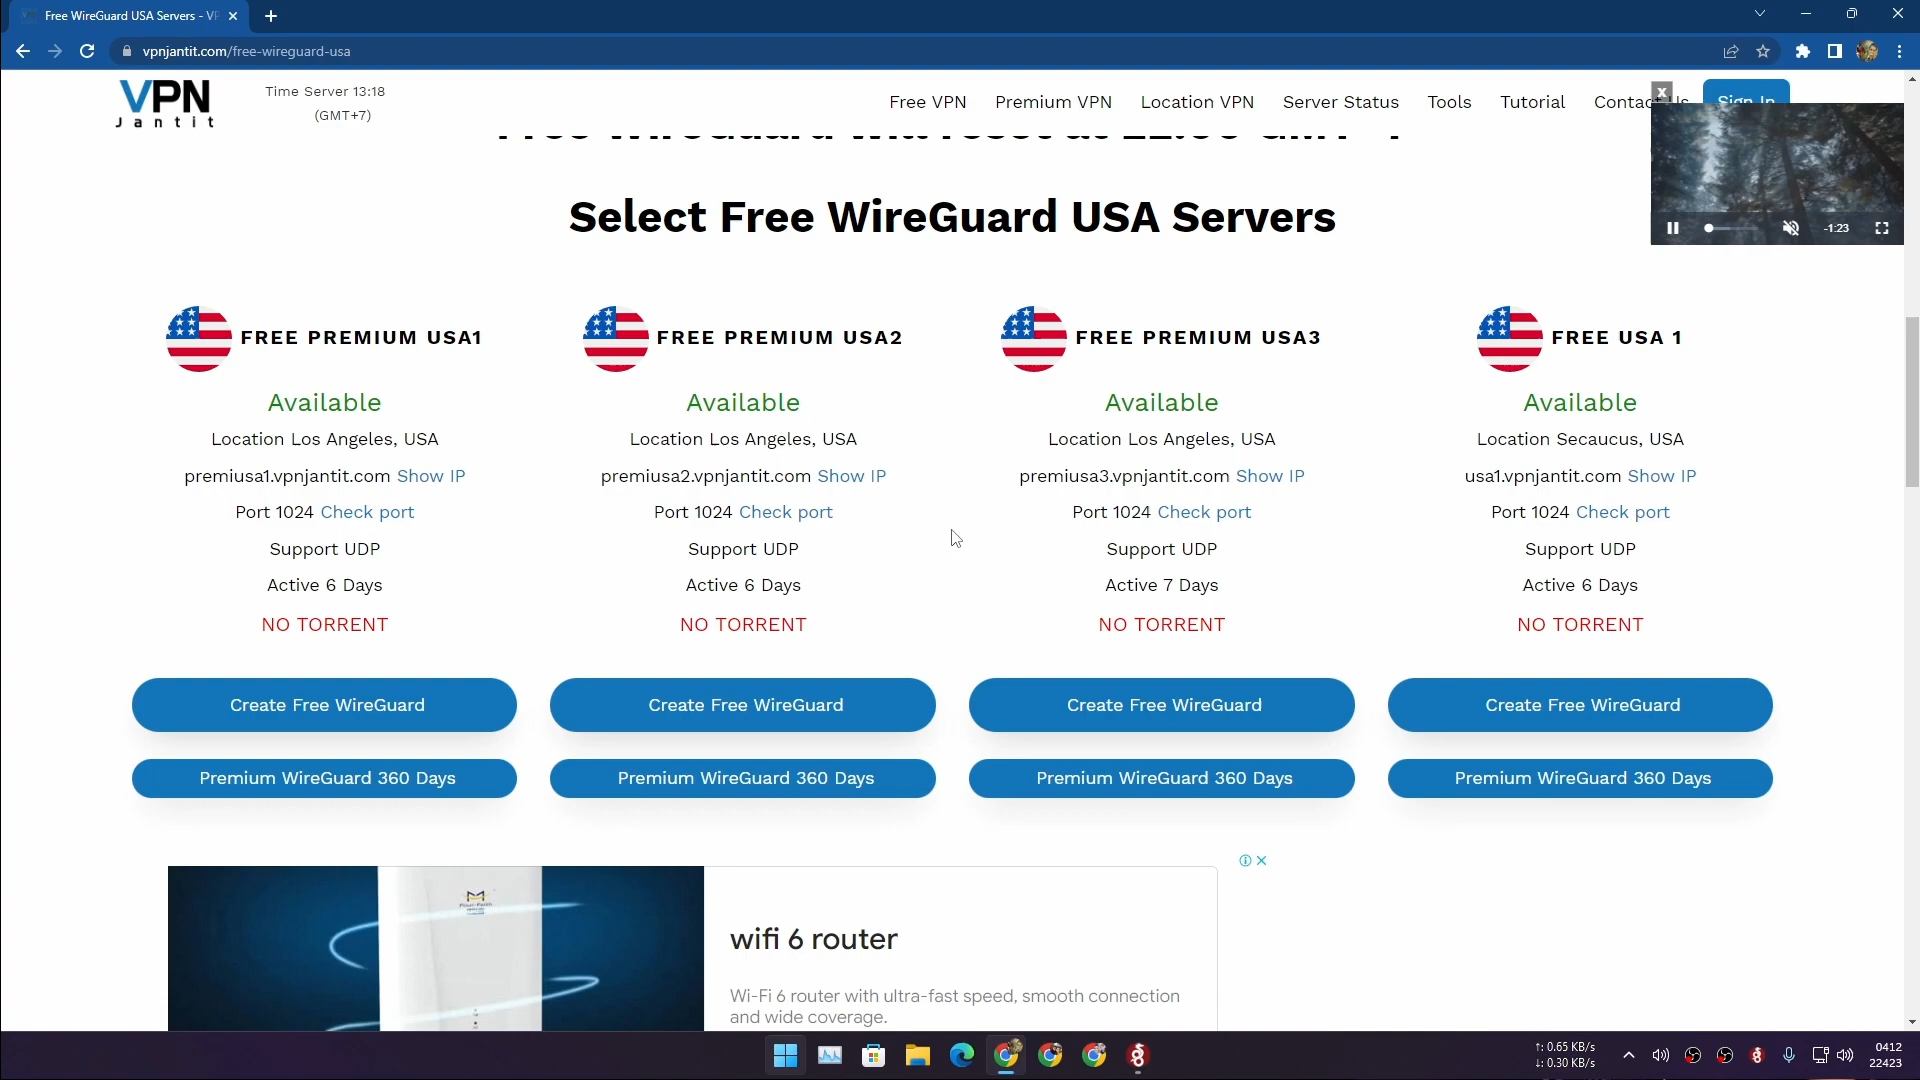 Free WireGuard USA Servers - VP
vpnjantit.com/free-wireguard-usa
VPN
Jantit
Time Server 13:18
(GMT+7)
Free VPN
Premium VPN
Location VPN
Server Status
Tools
Tutorial
Contact Us
Sign In
x
-1:23
Select Free WireGuard USA Servers
FREE PREMIUM USA1
Available
Location Los Angeles, USA
premiusa1.vpnjantit.com Show IP
Port 1024 Check port
Support UDP
Active 6 Days
NO TORRENT
Create Free WireGuard
Premium WireGuard 360 Days
FREE PREMIUM USA2
Available
Location Los Angeles, USA
premiusa2.vpnjantit.com Show IP
Port 1024 Check port
Support UDP
Active 6 Days
NO TORRENT
Create Free WireGuard
Premium WireGuard 360 Days
FREE PREMIUM USA3
Available
Location Los Angeles, USA
premiusa3.vpnjantit.com Show IP
Port 1024 Check port
Support UDP
Active 7 Days
NO TORRENT
Create Free WireGuard
Premium WireGuard 360 Days
FREE USA 1
Available
Location Secaucus, USA
usa1.vpnjantit.com Show IP
Port 1024 Check port
Support UDP
Active 6 Days
NO TORRENT
Create Free WireGuard
Premium WireGuard 360 Days
wifi 6 router
Wi-Fi 6 router with ultra-fast speed, smooth connection
and wide coverage.
↑: 0.65 KB/s
↓: 0.30 KB/s
0412
22423